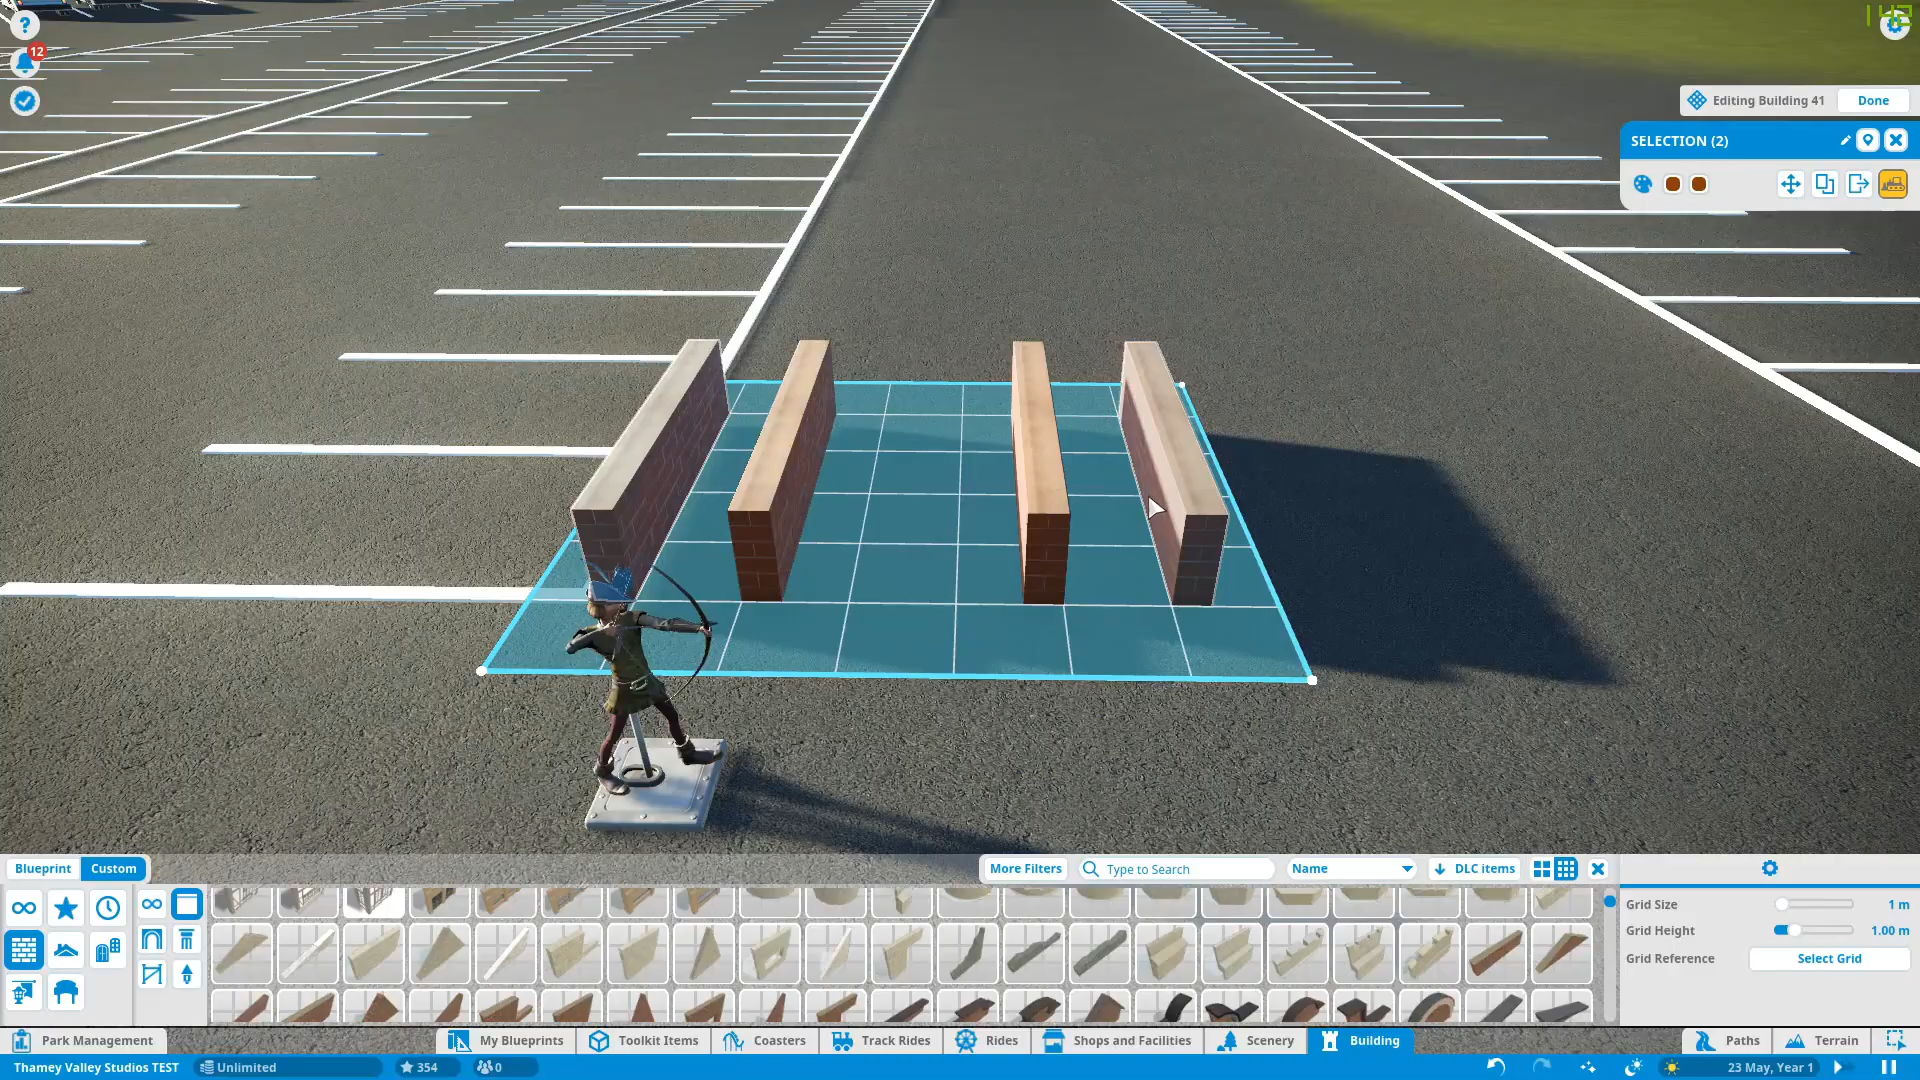 ?
12
142
Editing Building 41
Done
SELECTION (2)
Blueprint
Custom
More Filters
Type to Search
Name
DLC items
Grid Size
1 m
Grid Height
1.00 m
Grid Reference
Select Grid
Park Management
My Blueprints
Toolkit Items
Coasters
Track Rides
Rides
Shops and Facilities
Scenery
Building
Paths
Terrain
Thamey Valley Studios TEST
Unlimited
354
0
23 May, Year 1